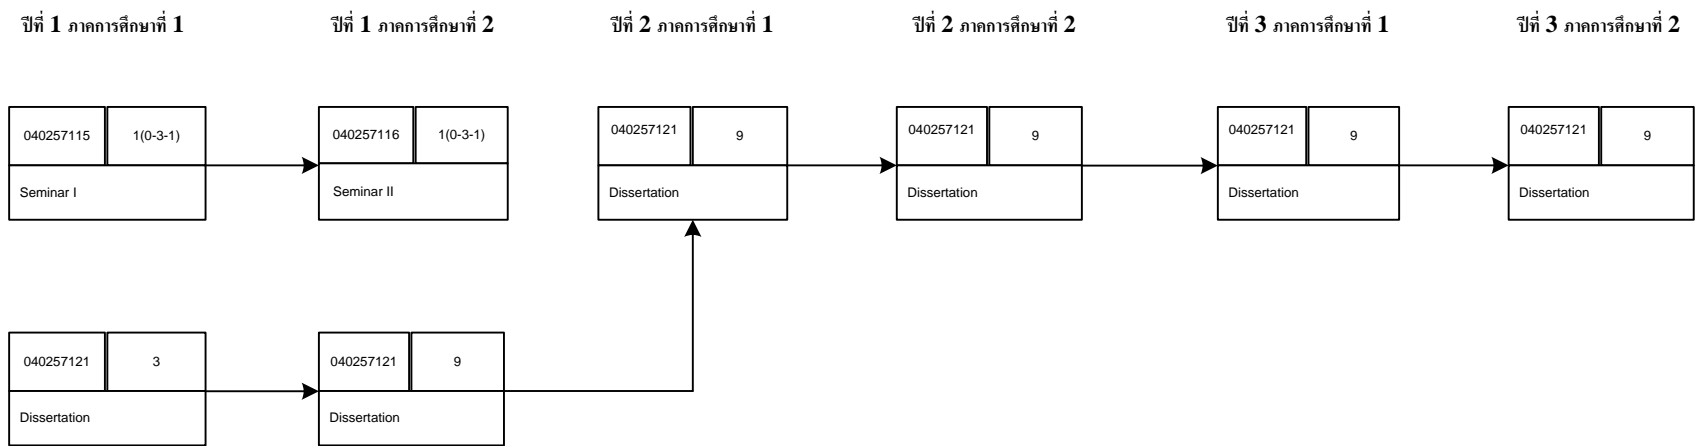 ปีที่ 1 ภาคการศึกษาที่ 1
ปีที่ 1 ภาคการศึกษาที่ 2
ปีที่ 2 ภาคการศึกษาที่ 1
ปีที่ 2 ภาคการศึกษาที่ 2
ปีที่ 3 ภาคการศึกษาที่ 1
ปีที่ 3 ภาคการศึกษาที่ 2
040257115 1(0-3-1)
Seminar I
040257116 1(0-3-1)
Seminar II
040257121 9
Dissertation
040257121 9
Dissertation
040257121 9
Dissertation
040257121 9
Dissertation
040257121 3
Dissertation
040257121 9
Dissertation